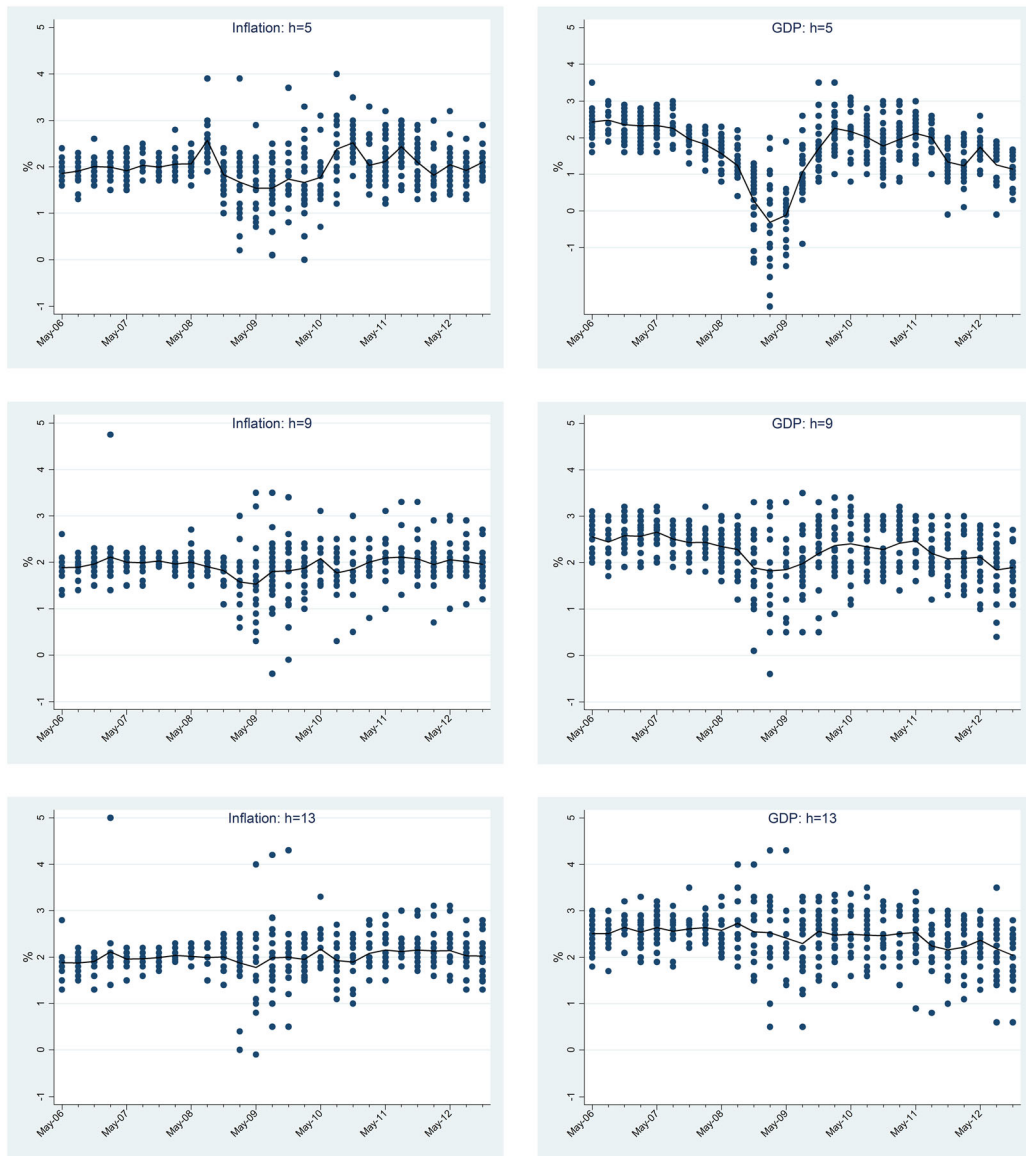 Inflation: h=5
%
5
4
3
2
1
0
-1
May-06
May-07
May-08
May-09
May-10
May-11
May-12
GDP: h=5
%
5
4
3
2
1
0
-1
May-06
May-07
May-08
May-09
May-10
May-11
May-12
Inflation: h=9
%
5
4
3
2
1
0
-1
May-06
May-07
May-08
May-09
May-10
May-11
May-12
GDP: h=9
%
5
4
3
2
1
0
-1
May-06
May-07
May-08
May-09
May-10
May-11
May-12
Inflation: h=13
%
5
4
3
2
1
0
-1
May-06
May-07
May-08
May-09
May-10
May-11
May-12
GDP: h=13
%
5
4
3
2
1
0
-1
May-06
May-07
May-08
May-09
May-10
May-11
May-12